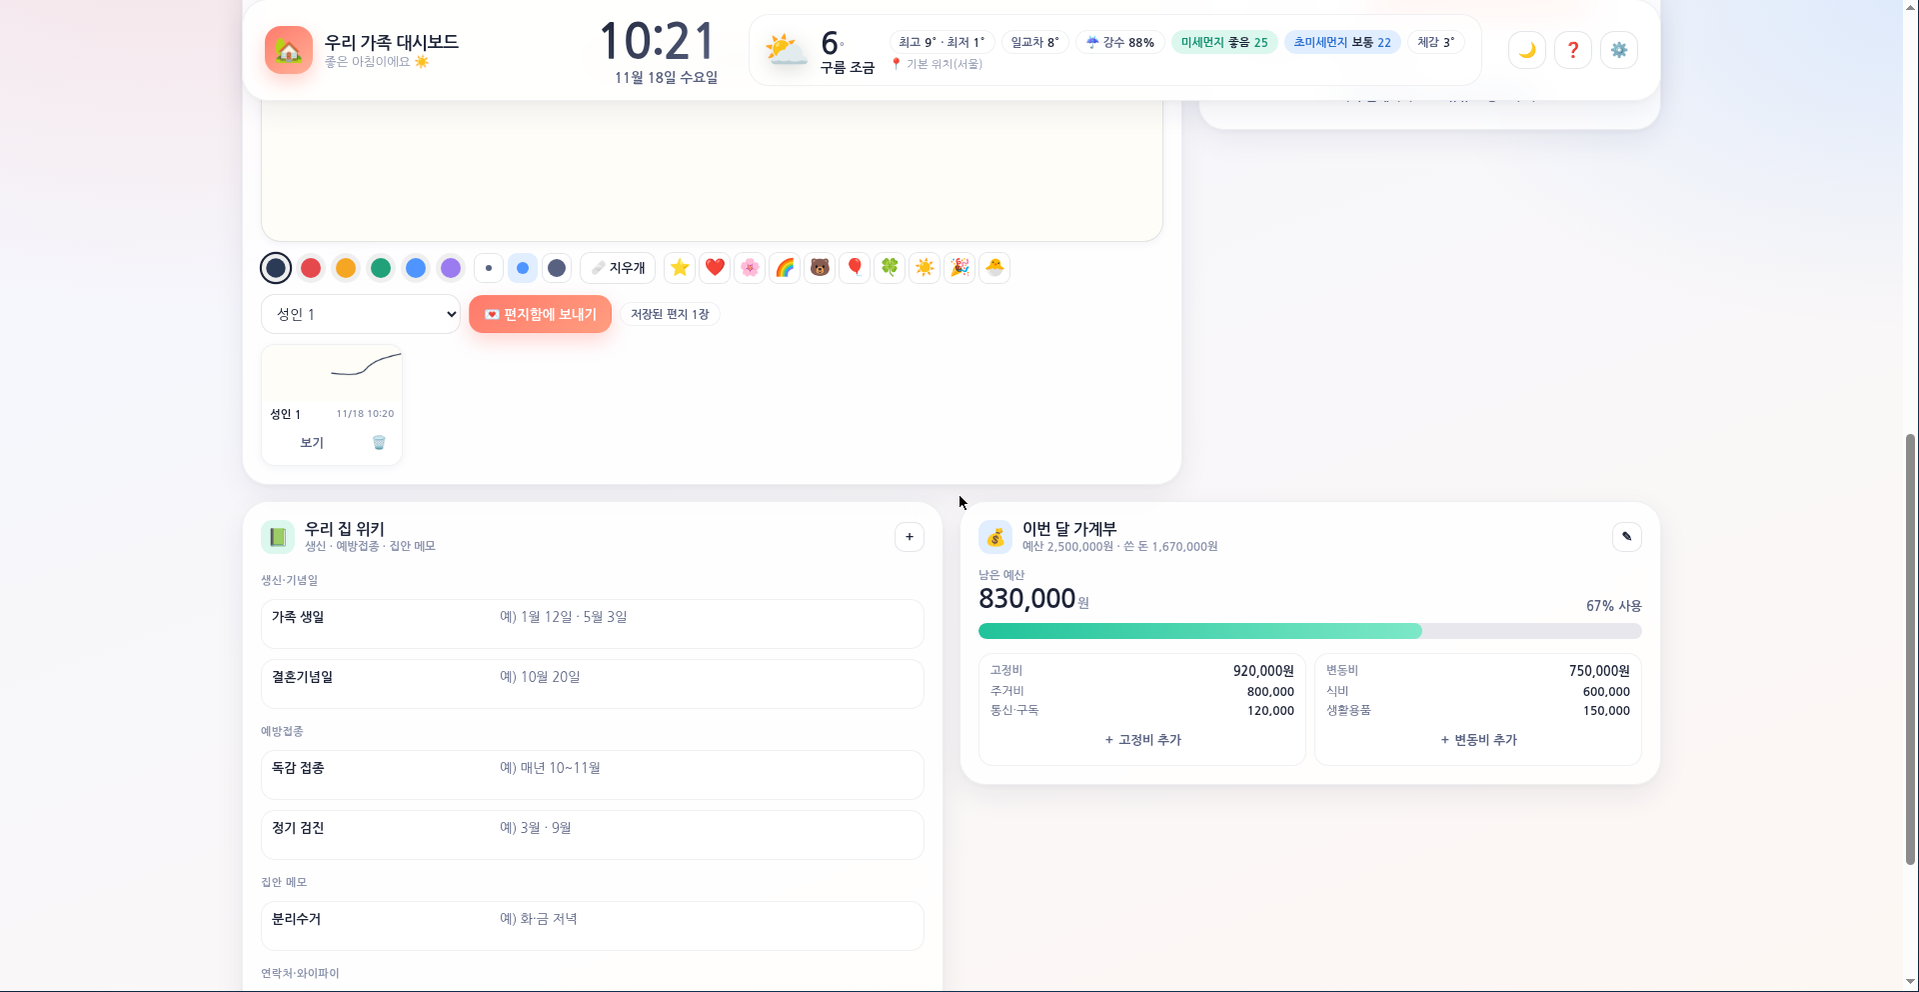 우리 가족 대시보드
좋은 아침이에요
10:21
11월 18일 수요일
6°
구름 조금
최고 9° · 최저 1°
일교차 8°
강수 88%
미세먼지 좋음 25
초미세먼지 보통 22
체감 3°
기본 위치(서울)
지우개
성인 1
편지함에 보내기
저장된 편지 1장
성인 1
11/18 10:20
보기
우리 집 위키
생신 · 예방접종 · 집안 메모
+
생신·기념일
가족 생일
예) 1월 12일 · 5월 3일
결혼기념일
예) 10월 20일
예방접종
독감 접종
예) 매년 10~11월
정기 검진
예) 3월 · 9월
집안 메모
분리수거
예) 화·금 저녁
연락처·와이파이
이번 달 가계부
예산 2,500,000원 · 쓴 돈 1,670,000원
남은 예산
830,000원
67% 사용
고정비 920,000원
주거비 800,000
통신·구독 120,000
+ 고정비 추가
변동비 750,000원
식비 600,000
생활용품 150,000
+ 변동비 추가